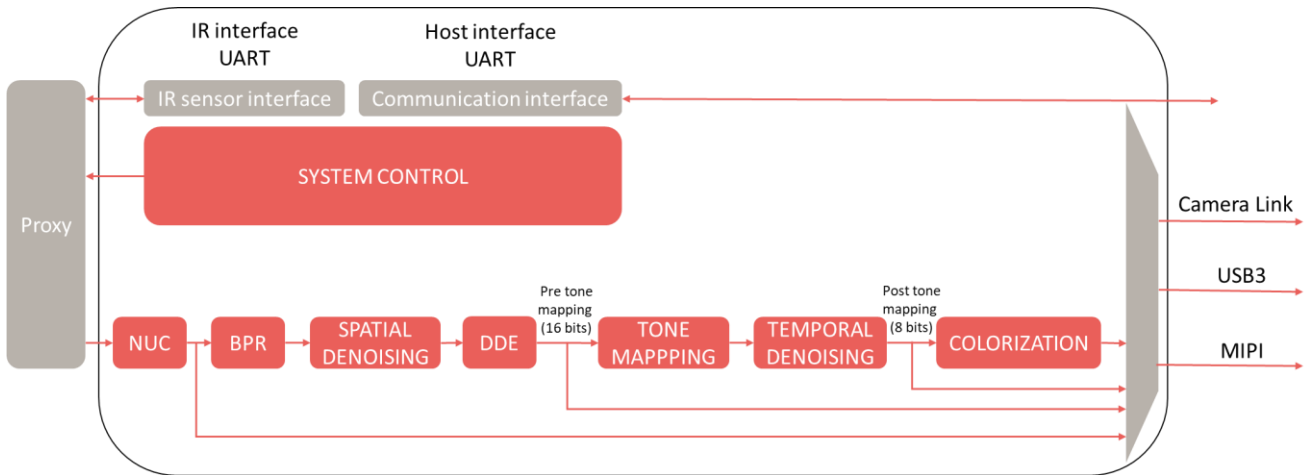 IR interface
UART
Host interface
UART
IR sensor interface
Communication interface
SYSTEM CONTROL
Proxy
Camera Link
USB3
MIPI
Pre tone
mapping
(16 bits)
Post tone
mapping
(8 bits)
NUC
BPR
SPATIAL
DENOISING
DDE
TONE
MAPPPING
TEMPORAL
DENOISING
COLORIZATION